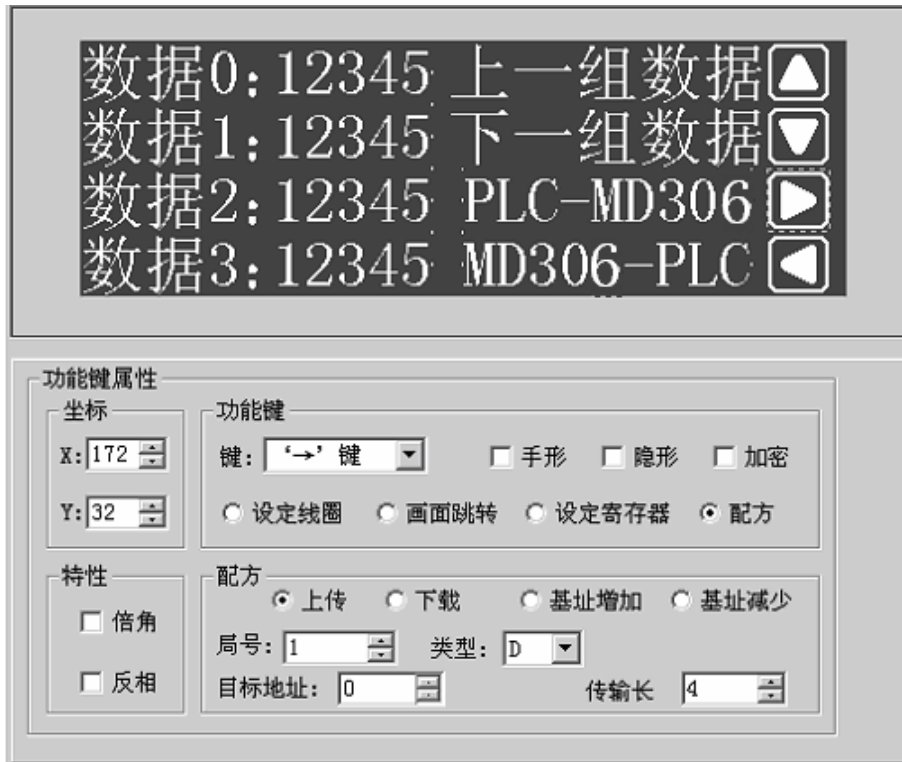 数据0:12345 上一组数据
数据1:12345 下一组数据
数据2:12345 PLC-MD306
数据3:12345 MD306-PLC
功能键属性
坐标
X: 172
Y: 32
功能键
键: ‘→’键 手形 隐形 加密
设定线圈 画面跳转 设定寄存器 配方
特性
倍角
反相
配方
上传 下载 基址增加 基址减少
局号: 1 类型: D
目标地址: 0 传输长 4